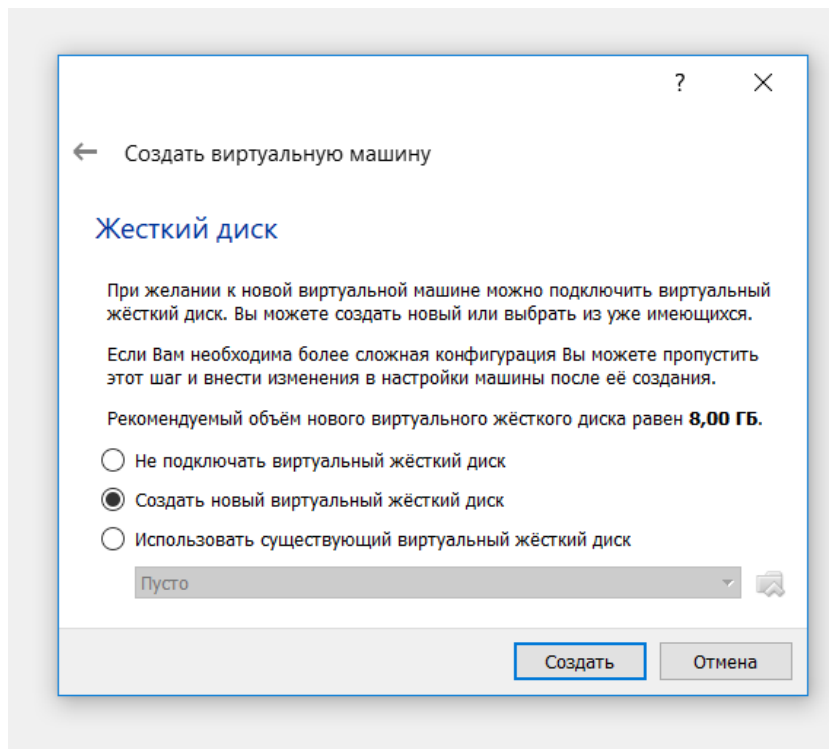 ?
Создать виртуальную машину
Жесткий диск
При желании к новой виртуальной машине можно подключить виртуальный
жёсткий диск. Вы можете создать новый или выбрать из уже имеющихся.
Если Вам необходима более сложная конфигурация Вы можете пропустить
этот шаг и внести изменения в настройки машины после её создания.
Рекомендуемый объём нового виртуального жёсткого диска равен 8,00 ГБ.
Не подключать виртуальный жёсткий диск
Создать новый виртуальный жёсткий диск
Использовать существующий виртуальный жёсткий диск
Пусто
Создать
Отмена